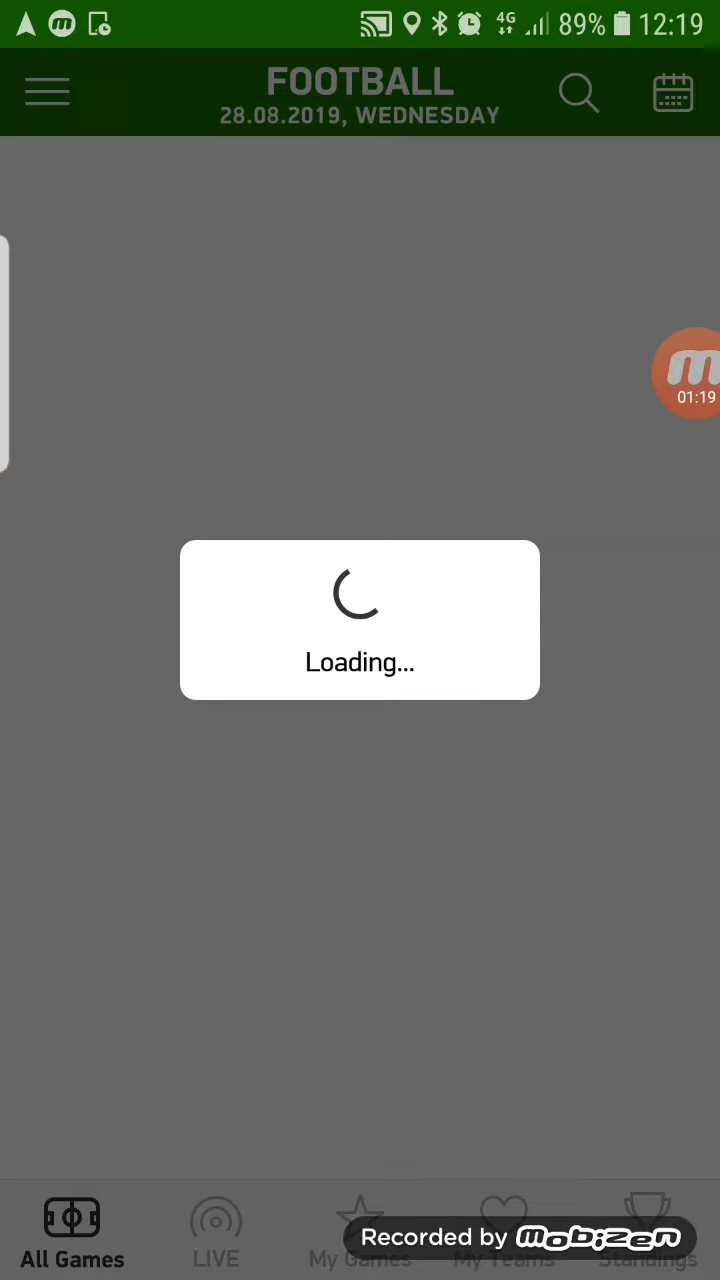 4G 89% 12:19
FOOTBALL
28.08.2019, WEDNESDAY
m
01:19
Loading...
All Games LIVE My Games My Teams Standings
Recorded by mobizen